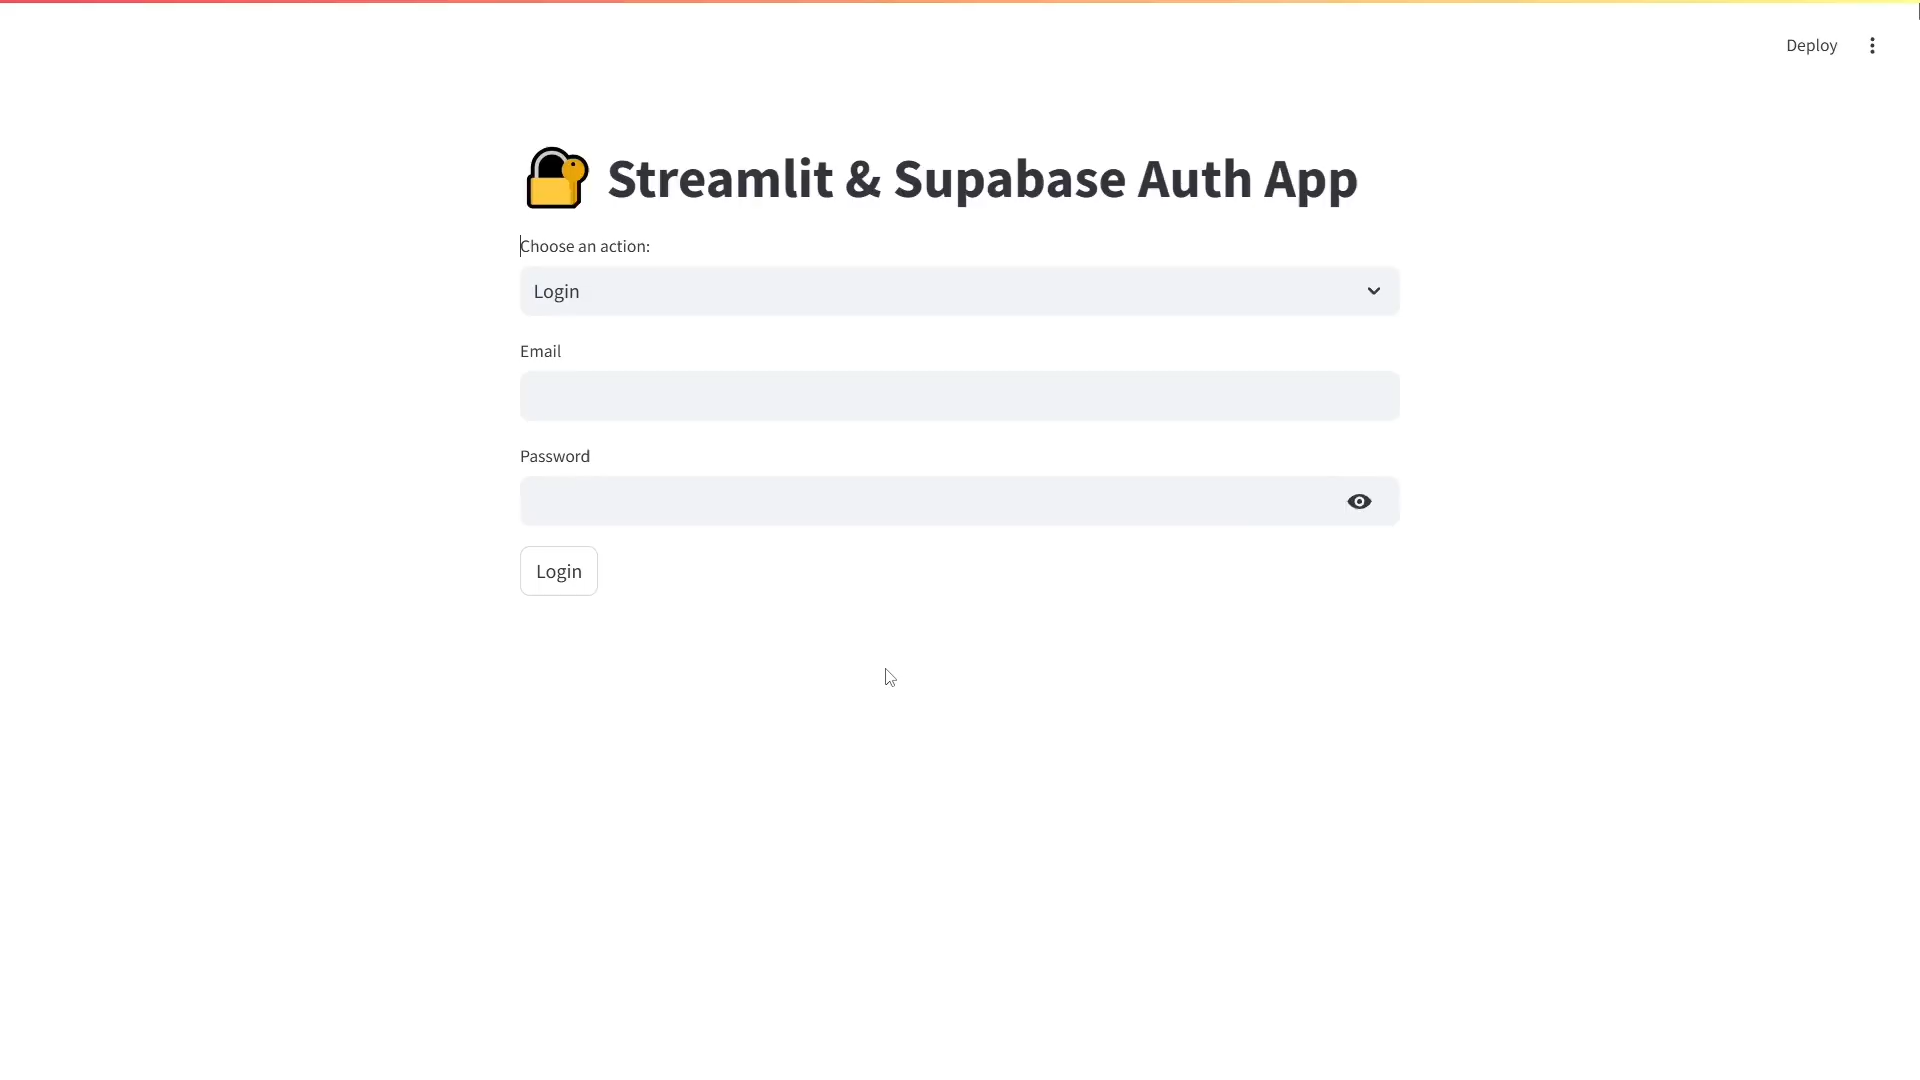 Deploy
Streamlit & Supabase Auth App
Choose an action:
Login
Email
Password
Login